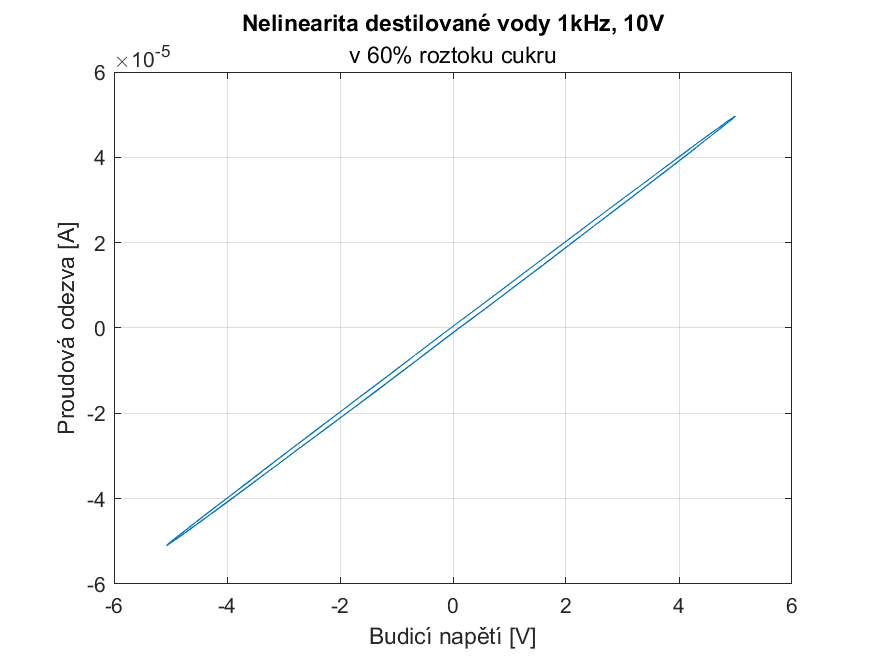 Nelinearita destilované vody 1kHz, 10V
v 60% roztoku cukru
×10-5
6
4
2
0
-2
-4
-6
-6 -4 -2 0 2 4 6
Proudová odezva [A]
Budicí napětí [V]